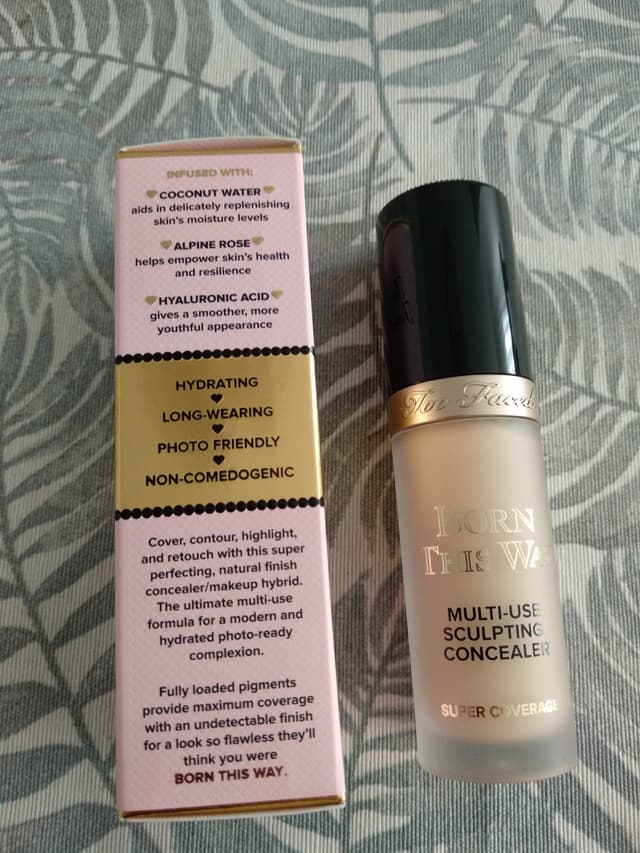 INFUSED WITH:
COCONUT WATER
aids in delicately replenishing
skin's moisture levels
ALPINE ROSE
helps empower skin's health
and resilience
HYALURONIC ACID
gives a smoother, more
youthful appearance
HYDRATING
LONG-WEARING
PHOTO FRIENDLY
NON-COMEDOGENIC
Cover, contour, highlight,
and retouch with this super
perfecting, natural finish
concealer/makeup hybrid.
The ultimate multi-use
formula for a modern and
hydrated photo-ready
complexion.
Fully loaded pigments
provide maximum coverage
with an undetectable finish
for a look so flawless they'll
think you were
BORN THIS WAY.
Too Faced
BORN
THIS WAY
MULTI-USE
SCULPTING
CONCEALER
SUPER COVERAGE